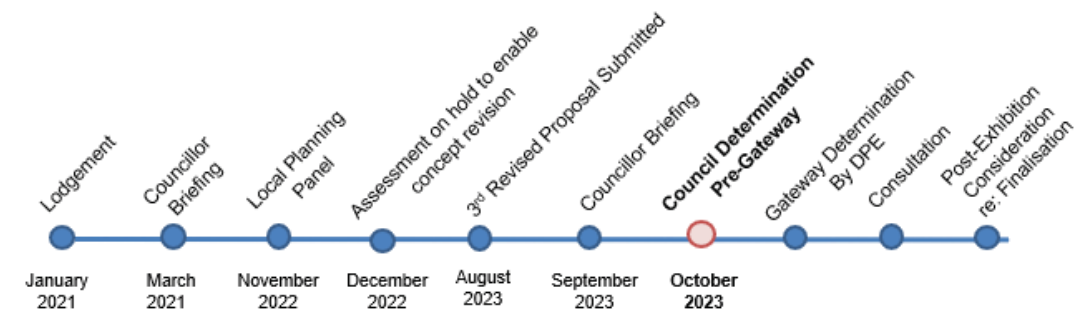 Lodgement
Councillor
Briefing
Local Planning
Panel
Assessment on hold to enable
concept revision
3rd Revised Proposal Submitted
Councillor Briefing
Council Determination
Pre-Gateway
Gateway Determination
By DPE
Consultation
Post-Exhibition
Consideration
re: Finalisation
January
2021
March
2021
November
2022
December
2022
August
2023
September
2023
October
2023